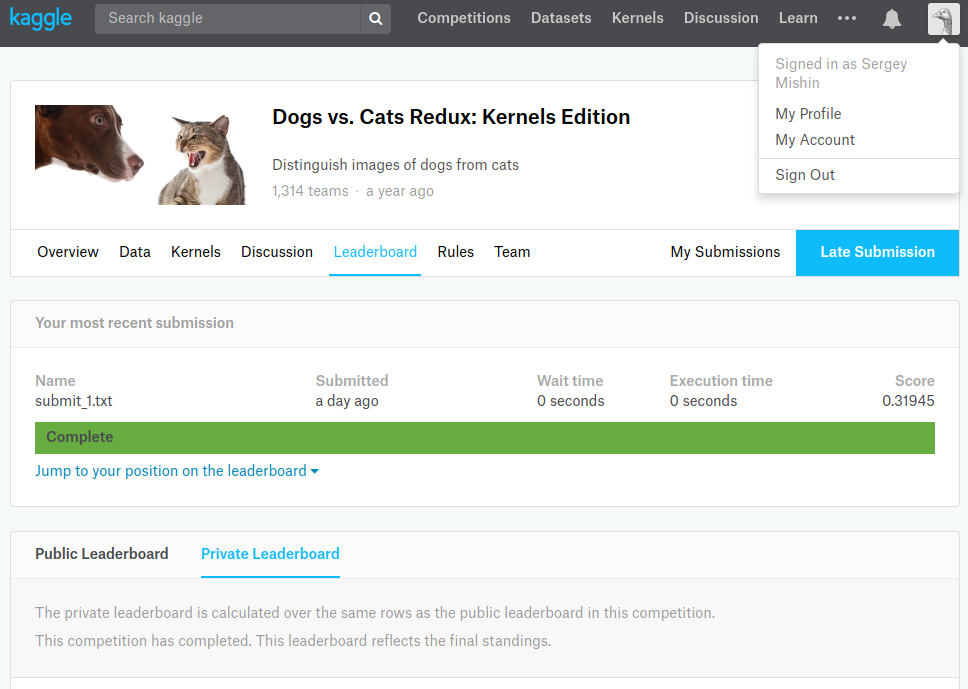 kaggle Search kaggle Competitions Datasets Kernels Discussion Learn
Signed in as Sergey
Mishin
My Profile
My Account
Sign Out
Dogs vs. Cats Redux: Kernels Edition
Distinguish images of dogs from cats
1,314 teams · a year ago
Overview Data Kernels Discussion Leaderboard Rules Team My Submissions Late Submission
Your most recent submission
Name Submitted Wait time Execution time Score
submit_1.txt a day ago 0 seconds 0 seconds 0.31945
Complete
Jump to your position on the leaderboard
Public Leaderboard Private Leaderboard
The private leaderboard is calculated over the same rows as the public leaderboard in this competition.
This competition has completed. This leaderboard reflects the final standings.